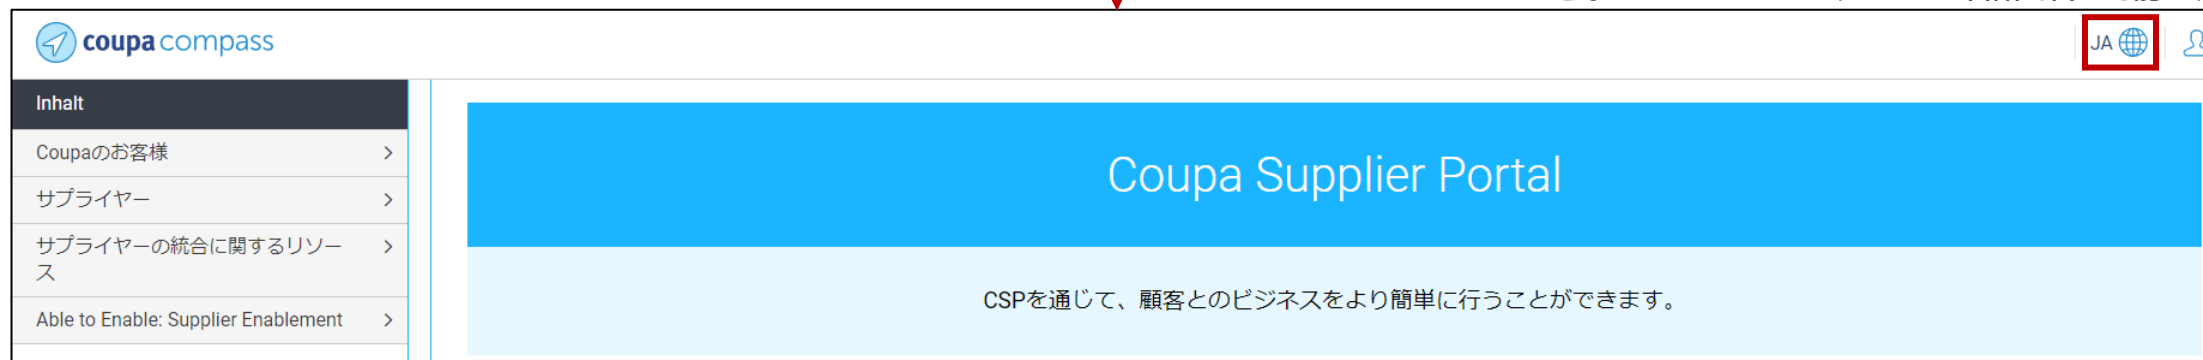 coupa compass
JA
Inhalt
Coupaのお客様
サプライヤー
サプライヤーの統合に関するリソー
ス
Able to Enable: Supplier Enablement
Coupa Supplier Portal
CSPを通じて、顧客とのビジネスをより簡単に行うことができます。